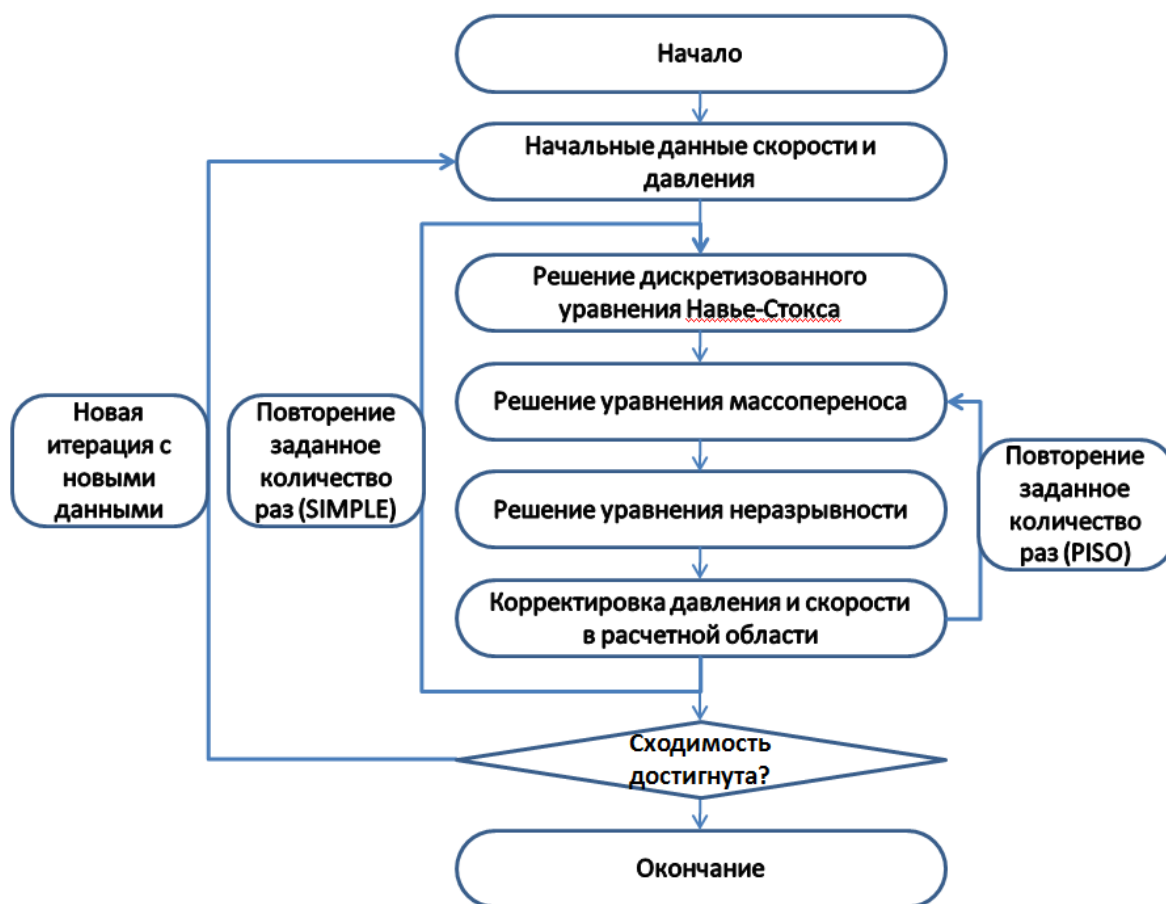 Начало
Начальные данные скорости и
давления
Решение дискретизованного
уравнения Навье-Стокса
Решение уравнения массопереноса
Новая
итерация с
новыми
данными
Повторение
заданное
количество
раз (SIMPLE)
Решение уравнения неразрывности
Повторение
заданное
количество
раз (PISO)
Корректировка давления и скорости
в расчетной области
Сходимость
достигнута?
Окончание